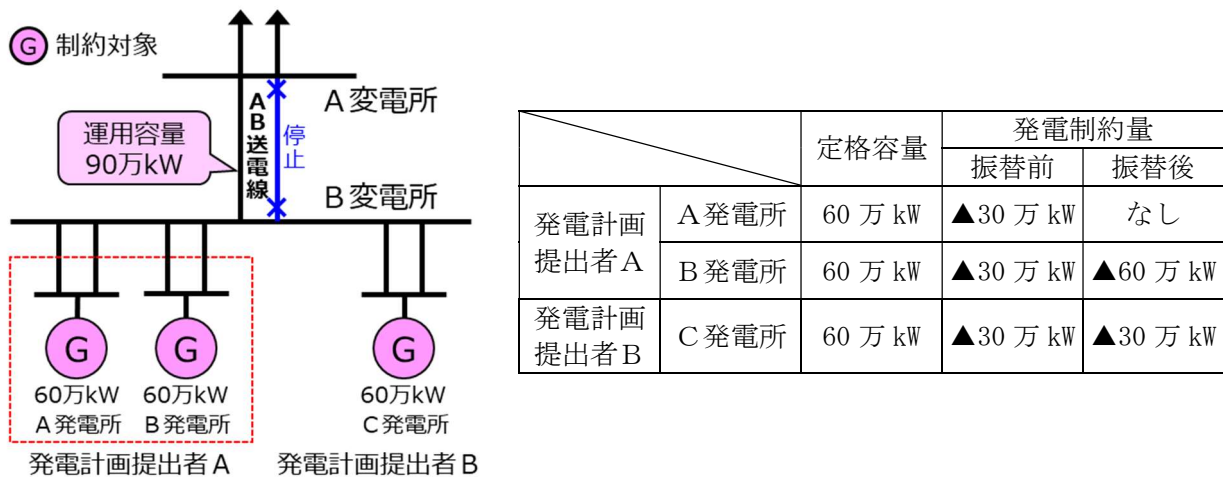 G 制約対象
A変電所
AB送電線
停止
運用容量
90万kW
B変電所
G
G
G
60万kW
A発電所
60万kW
B発電所
60万kW
C発電所
発電計画提出者A
発電計画提出者B
定格容量
発電制約量
振替前
振替後
発電計画
提出者A
A発電所
60 万 kW
▲30 万 kW
なし
B発電所
60 万 kW
▲30 万 kW
▲60 万 kW
発電計画
提出者B
C発電所
60 万 kW
▲30 万 kW
▲30 万 kW